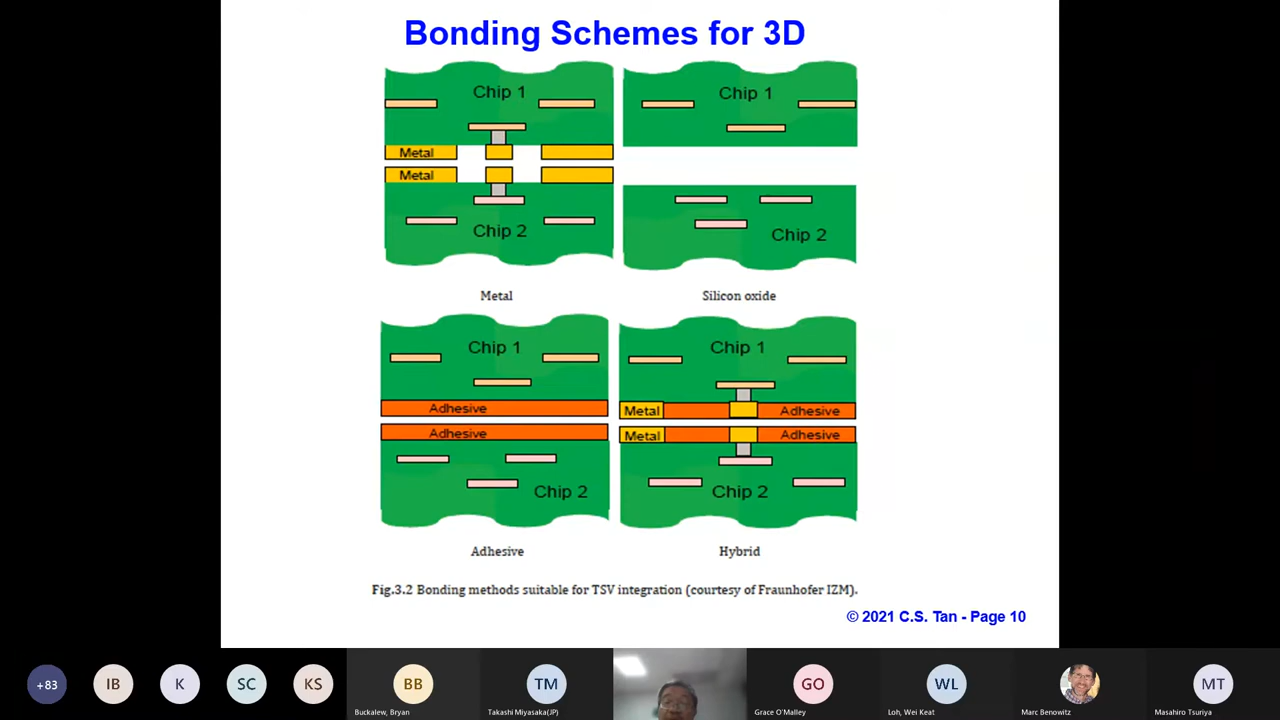 Bonding Schemes for 3D
Chip 1
Metal
Metal
Chip 2
Metal
Chip 1
Chip 2
Silicon oxide
Chip 1
Adhesive
Adhesive
Chip 2
Adhesive
Chip 1
Metal Adhesive
Metal Adhesive
Chip 2
Hybrid
Fig.3.2 Bonding methods suitable for TSV integration (courtesy of Fraunhofer IZM).
© 2021 C.S. Tan - Page 10
+83
IB
K
SC
KS
BB
Buckalew, Bryan
TM
Takashi Miyasaka(JP)
GO
Grace O'Malley
WL
Loh, Wei Keat
Marc Benowitz
MT
Masahiro Tsuriya